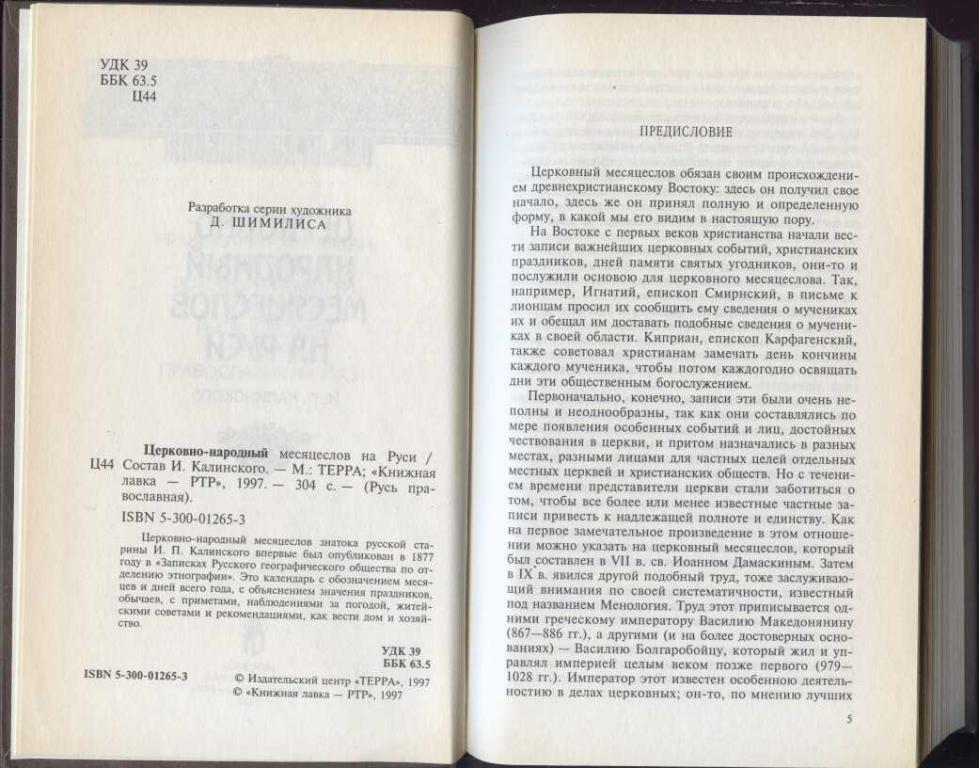 УДК 39
ББК 63.5
Ц44
Разработка серии художника
Д. ШИМИЛИСА
Церковно-народный месяцеслов на Руси /
Ц44 Состав И. Калинского. — М.: ТЕРРА; «Книжная
лавка — РТР», 1997. — 304 с. — (Русь пра-
вославная).
ISBN 5-300-01265-3
Церковно-народный месяцеслов знатока русской ста-
рины И. П. Калинского впервые был опубликован в 1877
году в «Записках Русского географического общества по от-
делению этнографии». Это календарь с обозначением меся-
цев и дней всего года, с объяснением значения праздников,
обычаев, с приметами, наблюдениями за погодой, житей-
скими советами и рекомендациями, как вести дом и хозяй-
ство.
УДК 39
ББК 63.5
ISBN 5-300-01265-3
© Издательский центр «ТЕРРА», 1997
© «Книжная лавка — РТР», 1997
ПРЕДИСЛОВИЕ
Церковный месяцеслов обязан своим происхождени-
ем древнехристианскому Востоку: здесь он получил свое
начало, здесь же он принял полную и определенную
форму, в какой мы его видим в настоящую пору.
На Востоке с первых веков христианства начали вес-
ти записи важнейших церковных событий, христианских
праздников, дней памяти святых угодников, они-то и
послужили основою для церковного месяцеслова. Так,
например, Игнатий, епископ Смирнский, в письме к
лионцам просил их сообщить ему сведения о мучениках
их и обещал им доставать подобные сведения о мучени-
ках в своей области. Киприан, епископ Карфагенский,
также советовал христианам замечать день кончины
каждого мученика, чтобы потом каждогодно освящать
дни эти общественным богослужением.
Первоначально, конечно, записи эти были очень не-
полны и неоднообразны, так как они составлялись по
мере появления особенных событий и лиц, достойных
чествования в церкви, и притом назначались в разных
местах, разными лицами для частных целей отдельных
местных церквей и христианских обществ. Но с течени-
ем времени представители церкви стали заботиться о
том, чтобы все более или менее известные частные за-
писи привесть к надлежащей полноте и единству. Как
на первое замечательное произведение в этом отноше-
нии можно указать на церковный месяцеслов, который
был составлен в VII в. св. Иоанном Дамаскиным. Затем
в IX в. явился другой подобный труд, тоже заслуживаю-
щий внимания по своей систематичности, известный
под названием Менология. Труд этот приписывается од-
ними греческому императору Василию Македонянину
(867—886 гг.), а другими (и на более достоверных осно-
ваниях) — Василию Болгаробойцу, который жил и уп-
равлял империей целым веком позже первого (979—
1028 гг.). Император этот известен особенною деятель-
ностию в делах церковных; он-то, по мнению лучших
5